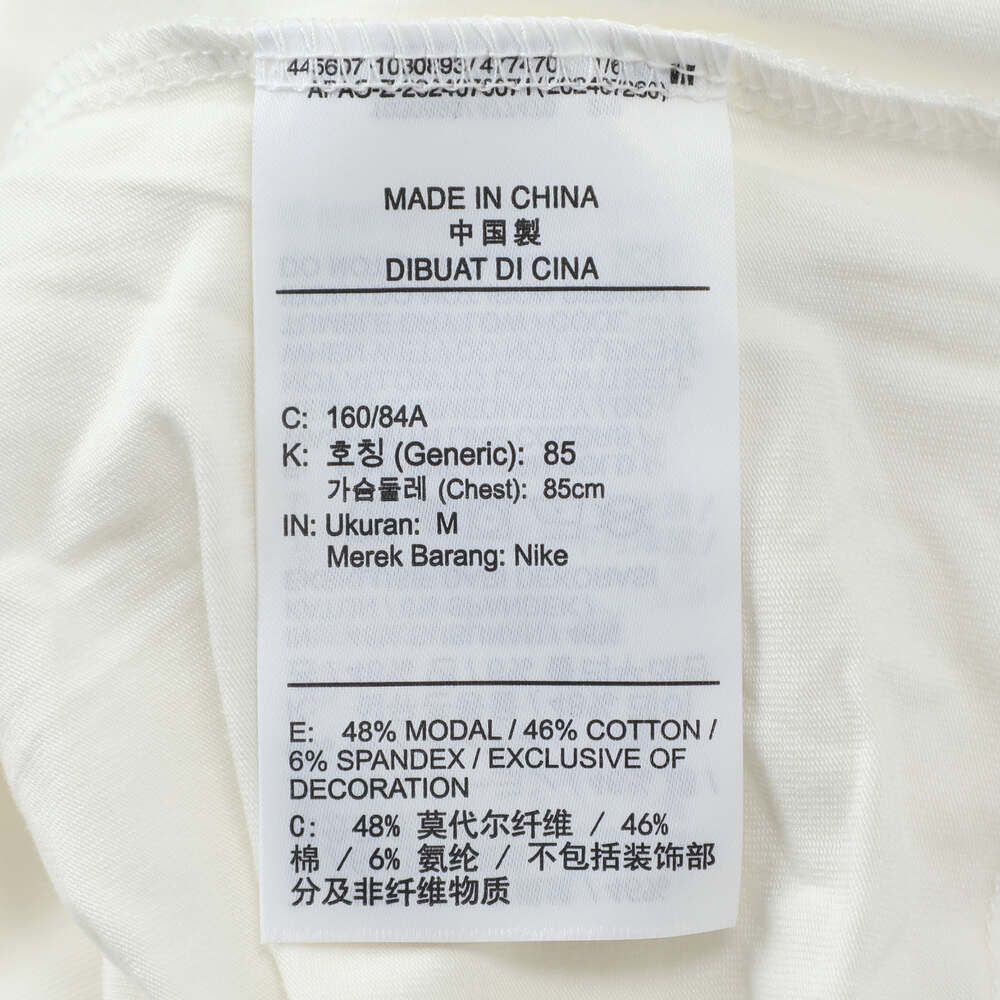 MADE IN CHINA
中国製
DIBUAT DI CINA
C: 160/84A
K: 호칭 (Generic): 85
가슴둘레 (Chest): 85cm
IN: Ukuran: M
Merek Barang: Nike
E: 48% MODAL / 46% COTTON /
6% SPANDEX / EXCLUSIVE OF
DECORATION
C: 48% 莫代尔纤维 / 46%
棉 / 6% 氨纶 / 不包括装饰部
分及非纤维物质